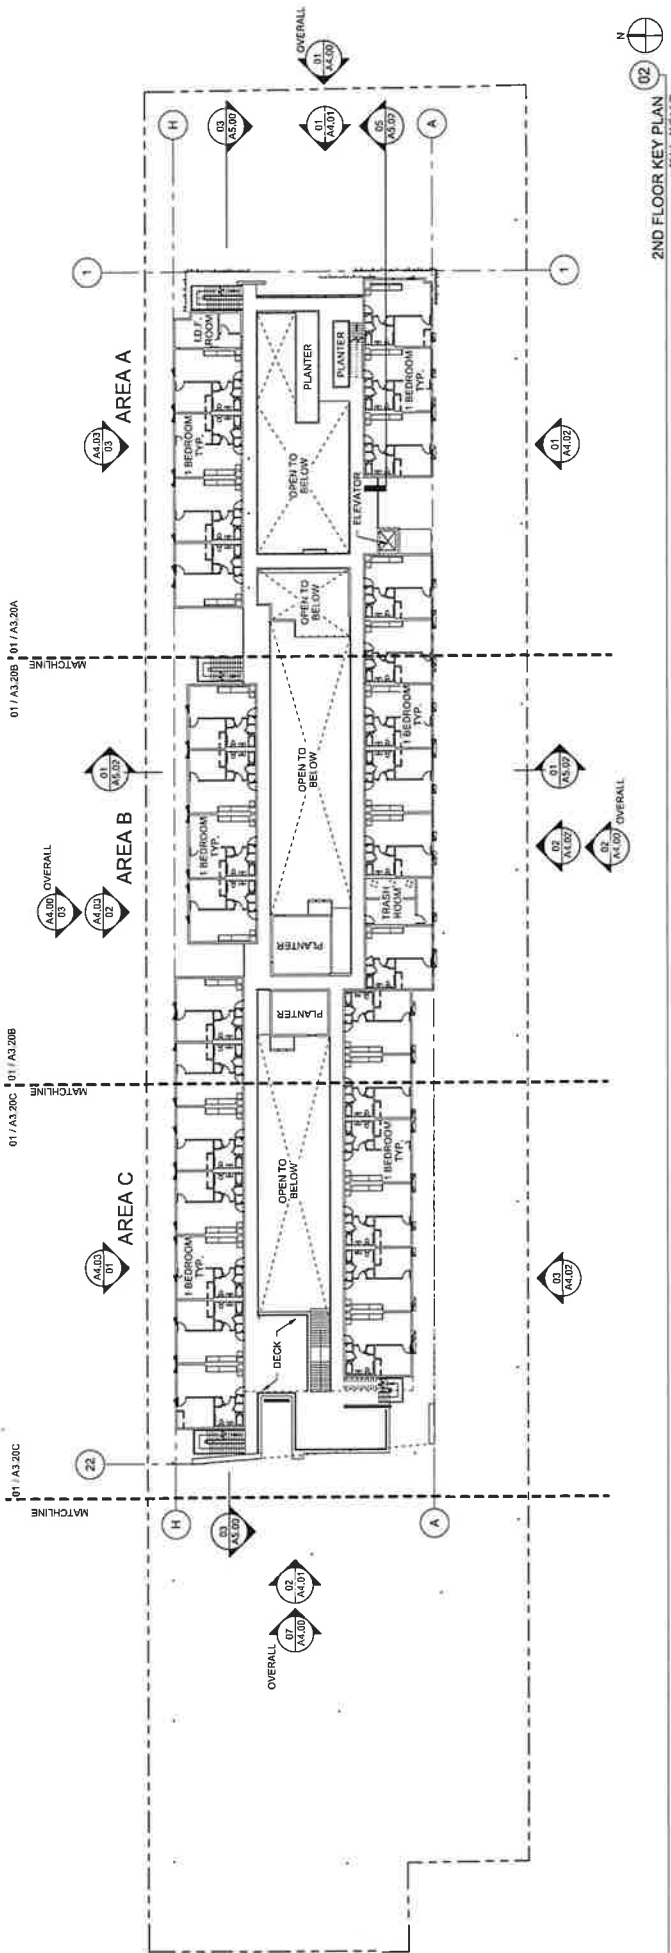 OVERALL
01
A4.00
01
A4.01
03
A5.00
05
A5.02
H
A
1
1
N
02
2ND FLOOR KEY PLAN
AREA A
A4.03
03
I.D.F.
ROOM
1 BEDROOM
TYP.
OPEN TO
BELOW
PLANTER
PLANTER
1 BEDROOM
TYP.
ELEVATOR
01
A4.02
OPEN TO
BELOW
01 / A3.20B
01 / A3.20A
MATCHLINE
01
A5.02
AREA B
OVERALL
A4.00
03
A4.03
02
1 BEDROOM
TYP.
OPEN TO
BELOW
1 BEDROOM
TYP.
TRASH
ROOM
PLANTER
01
A5.02
02
A4.02
02
A4.00
OVERALL
PLANTER
01 / A3.20C
01 / A3.20B
MATCHLINE
AREA C
A4.03
01
1 BEDROOM
TYP.
OPEN TO
BELOW
1 BEDROOM
TYP.
DECK
03
A4.02
22
01 / A3.20C
MATCHLINE
H
A
03
A5.00
02
A4.01
07
A4.00
OVERALL